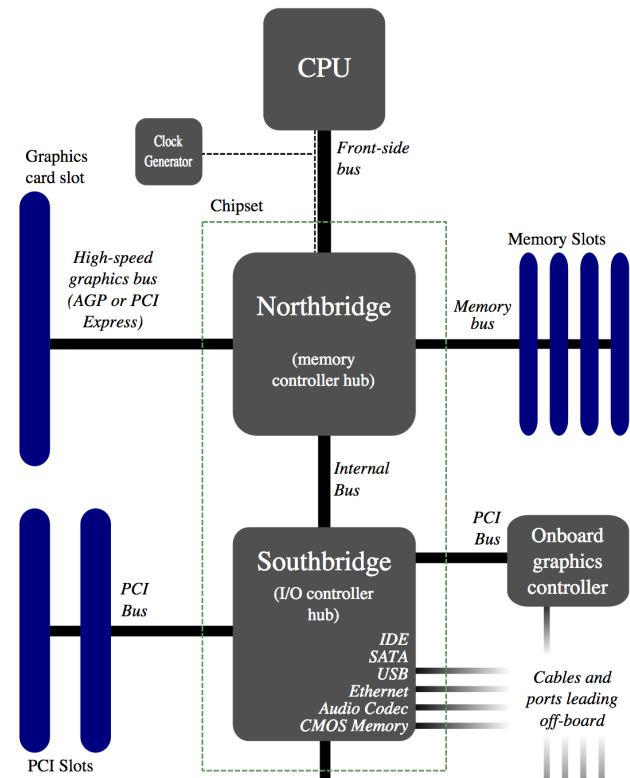 CPU
Clock
Generator
Front-side
bus
Graphics
card slot
Chipset
High-speed
graphics bus
(AGP or PCI
Express)
Northbridge
(memory
controller hub)
Memory
bus
Memory Slots
Internal
Bus
Southbridge
(I/O controller
hub)
PCI
Bus
Onboard
graphics
controller
PCI
Bus
IDE
SATA
USB
Ethernet
Audio Codec
CMOS Memory
Cables and
ports leading
off-board
PCI Slots